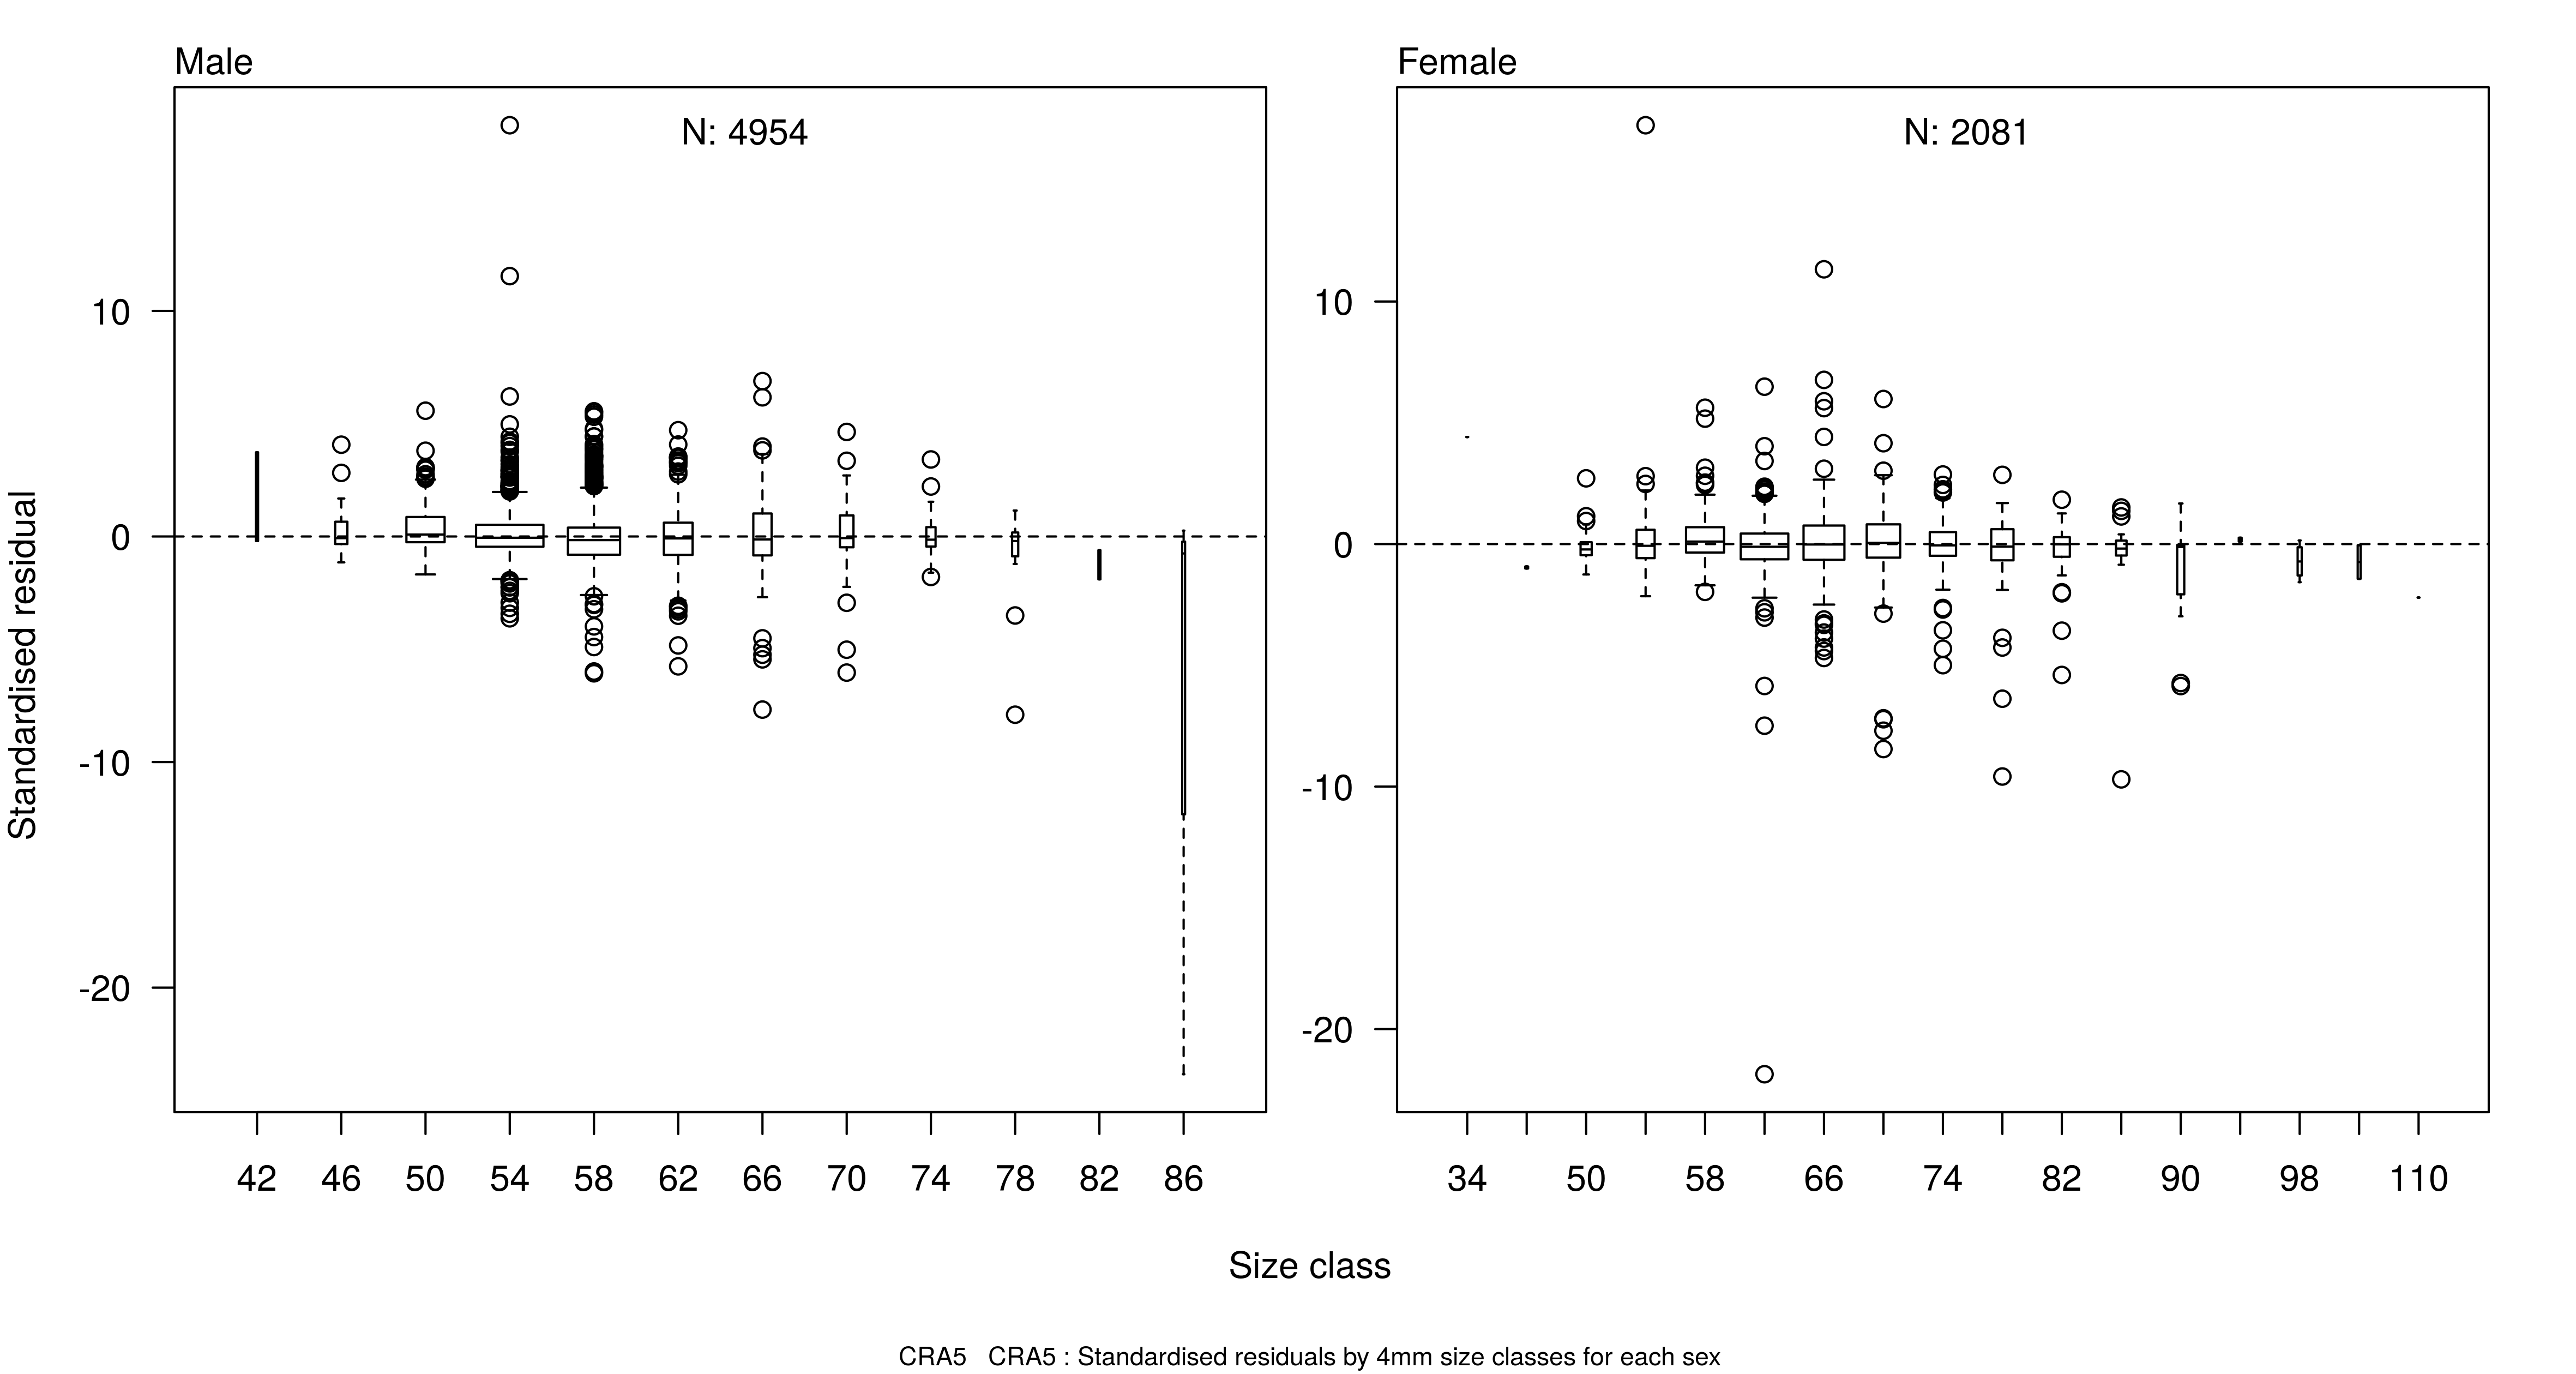 Male
Female
N: 4954
N: 2081
Standardised residual
10
0
-10
-20
10
0
-10
-20
42 46 50 54 58 62 66 70 74 78 82 86
34 50 58 66 74 82 90 98 110
Size class
CRA5 CRA5 : Standardised residuals by 4mm size classes for each sex